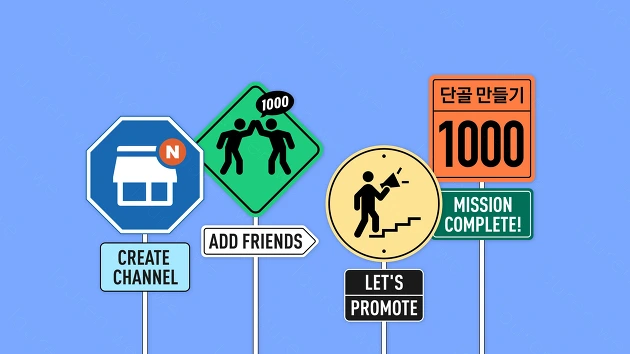 N
CREATE
CHANNEL
1000
ADD FRIENDS
LET'S
PROMOTE
단골 만들기
1000
MISSION
COMPLETE!